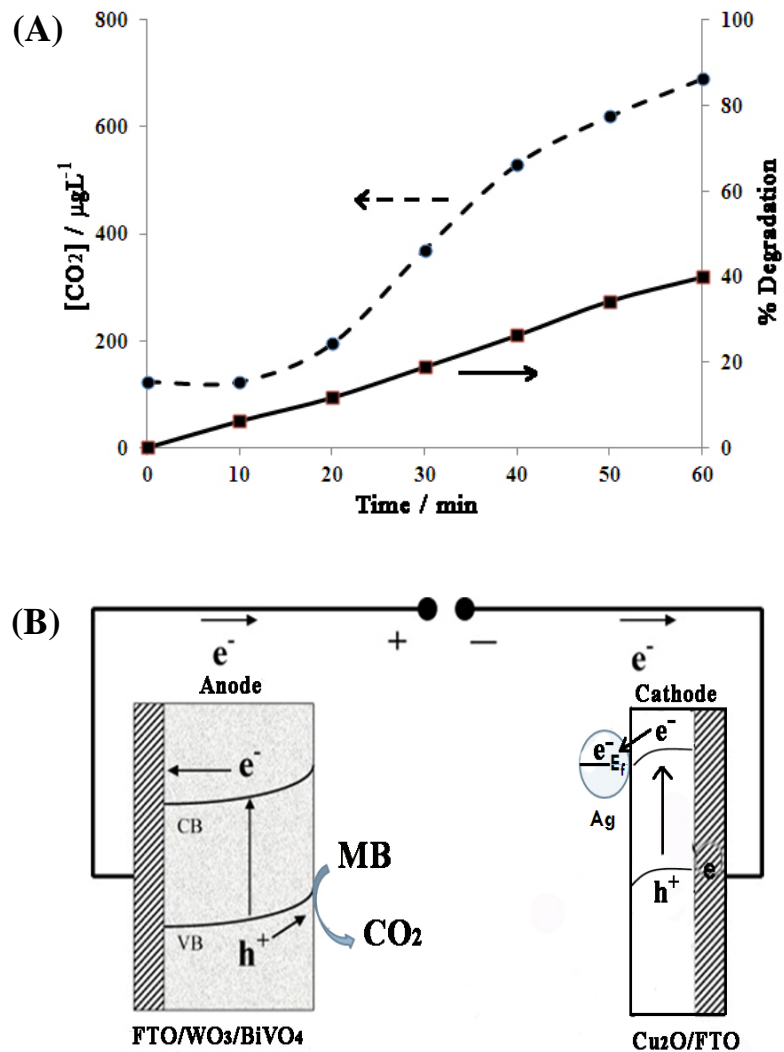 (A)
[CO2] / µgL⁻¹
800
600
400
200
0
100
80
60
40
20
0
% Degradation
0 10 20 30 40 50 60
Time / min
(B)
e⁻ + — e⁻
Anode Cathode
e⁻ e⁻
e⁻ Ef
CB Ag
MB
VB h⁺ h⁺ e
CO₂
FTO/WO3/BiVO4 Cu2O/FTO